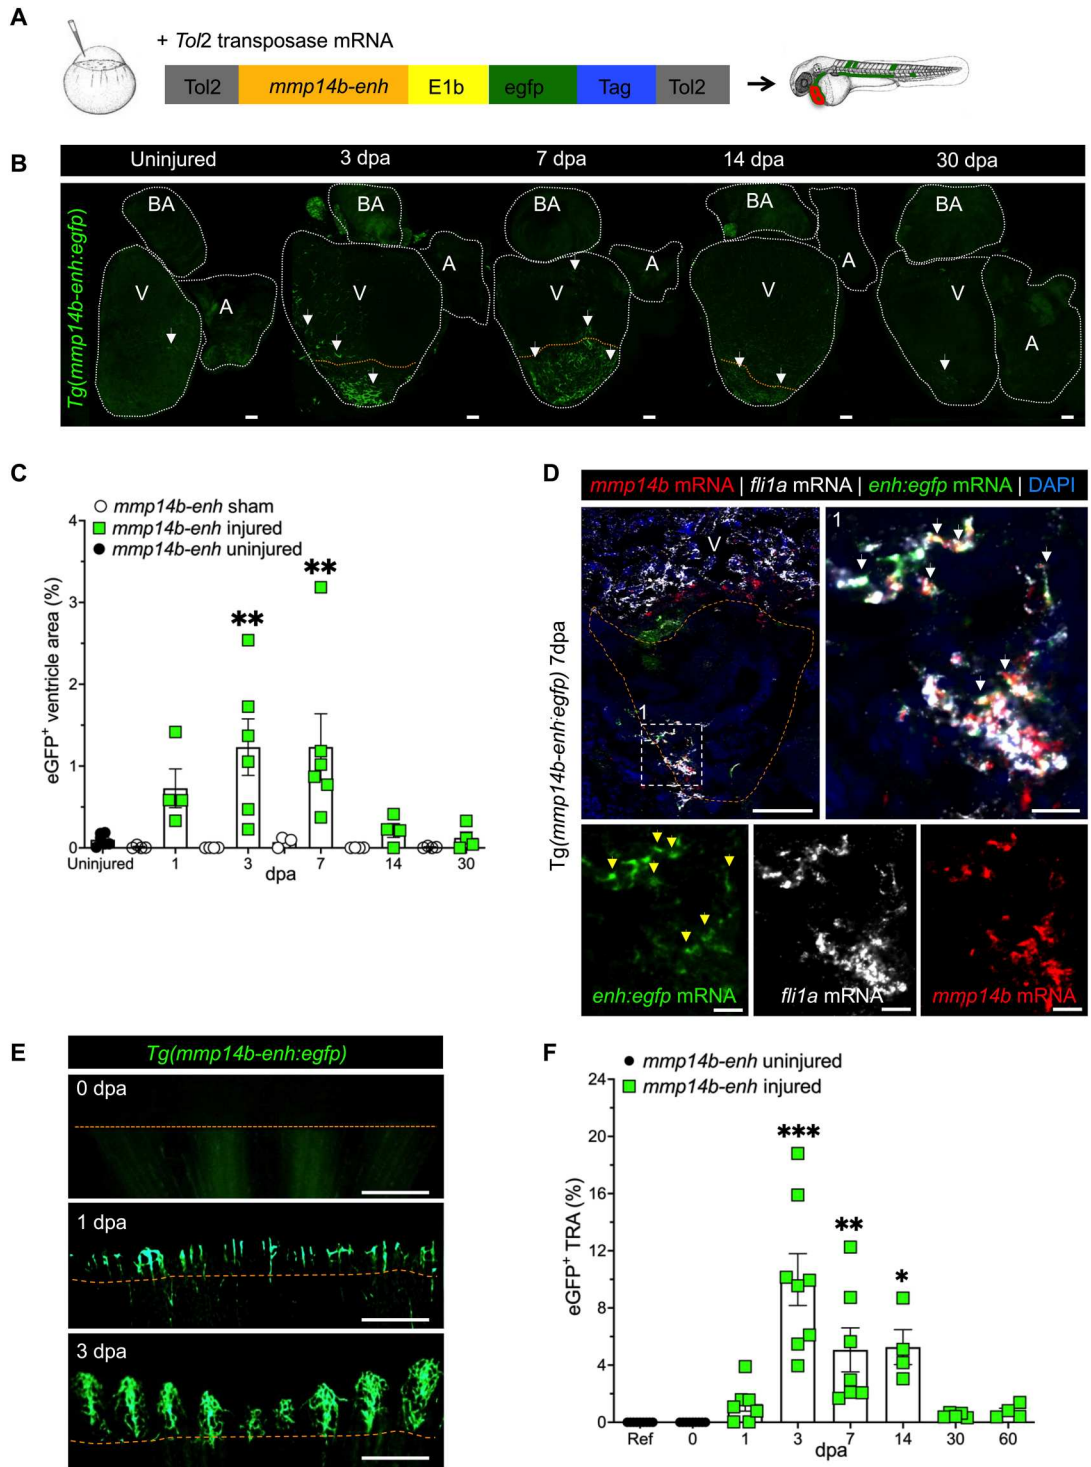 A
+ Tol2 transposase mRNA
Tol2 mmp14b-enh E1b egfp Tag Tol2
B
Uninjured 3 dpa 7 dpa 14 dpa 30 dpa
Tg(mmp14b-enh:egfp)
BA BA BA BA BA
V A V A V A V A V A
C
mmp14b-enh sham
mmp14b-enh injured
mmp14b-enh uninjured
eGFP+ ventricle area (%)
4
3
2
1
0
** **
Uninjured 1 3 7 14 30
dpa
D
mmp14b mRNA | fli1a mRNA | enh:egfp mRNA | DAPI
Tg(mmp14b-enh:egfp) 7dpa
V
1
1
enh:egfp mRNA
fli1a mRNA
mmp14b mRNA
E
Tg(mmp14b-enh:egfp)
0 dpa
1 dpa
3 dpa
F
mmp14b-enh uninjured
mmp14b-enh injured
eGFP+ TRA (%)
24
20
16
12
8
4
0
*** ** *
Ref 0 1 3 7 14 30 60
dpa